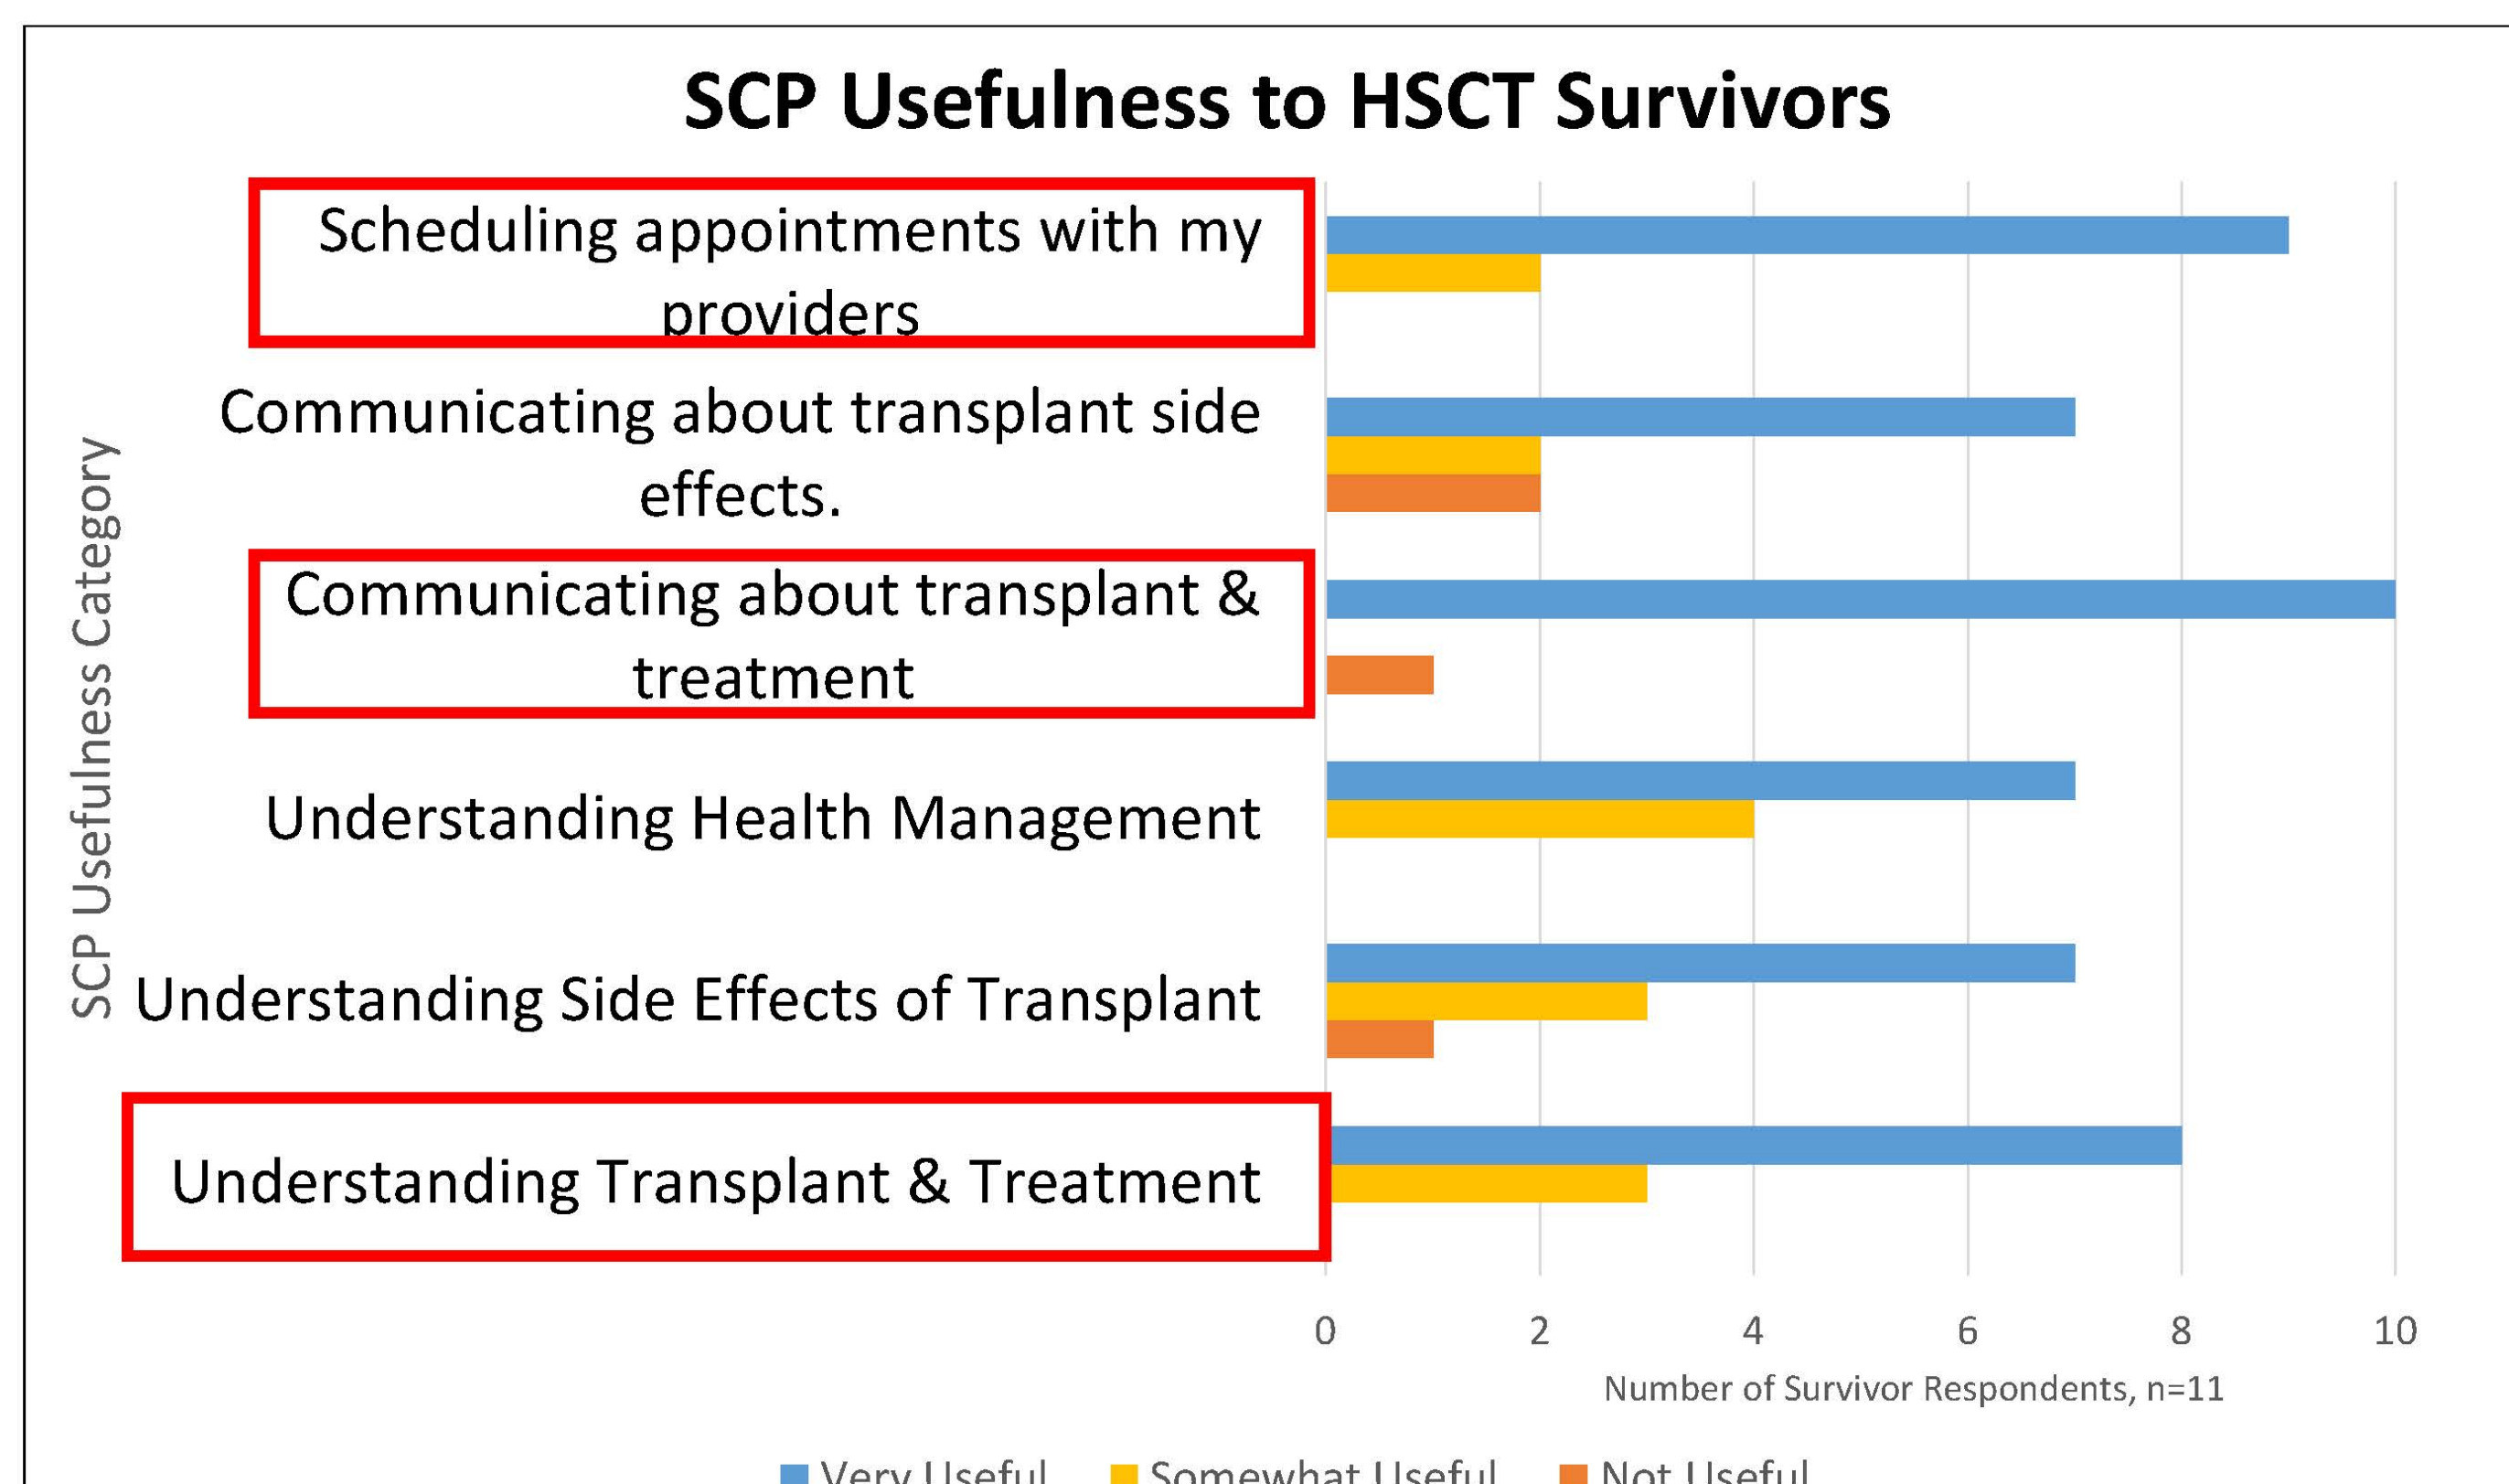 SCP Usefulness to HSCT Survivors
Scheduling appointments with my
providers
Communicating about transplant side
effects.
Communicating about transplant &
treatment
Understanding Health Management
Understanding Side Effects of Transplant
Understanding Transplant & Treatment
SCP Usefulness Category
0 2 4 6 8 10
Number of Survivor Respondents, n=11
Very Useful Somewhat Useful Not Useful